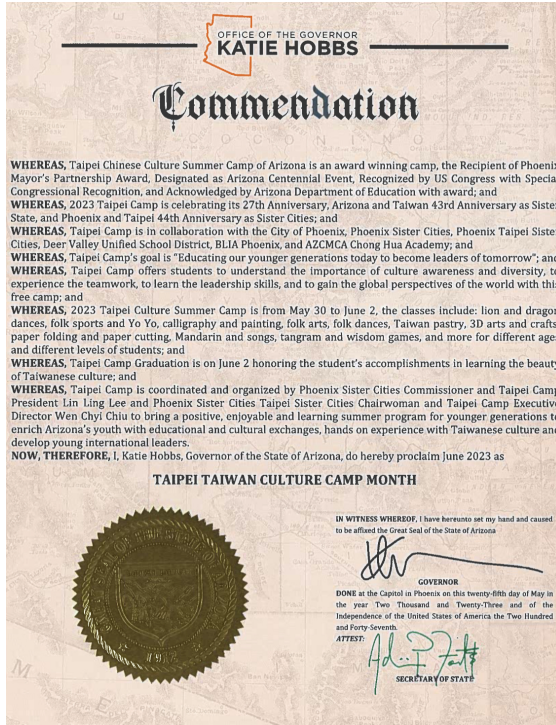 OFFICE OF THE GOVERNOR
KATIE HOBBS
Commendation
WHEREAS, Taipei Chinese Culture Summer Camp of Arizona is an award winning camp, the Recipient of Phoenix
Mayor's Partnership Award, Designated as Arizona Centennial Event, Recognized by US Congress with Special
Congressional Recognition, and Acknowledged by Arizona Department of Education with award; and
WHEREAS, 2023 Taipei Camp is celebrating its 27th Anniversary, Arizona and Taiwan 43rd Anniversary as Sister
State, and Phoenix and Taipei 44th Anniversary as Sister Cities; and
WHEREAS, Taipei Camp is in collaboration with the City of Phoenix, Phoenix Sister Cities, Phoenix Taipei Sister
Cities, Deer Valley Unified School District, BLIA Phoenix, and AZCMCA Chong Hua Academy; and
WHEREAS, Taipei Camp's goal is "Educating our younger generations today to become leaders of tomorrow"; and
WHEREAS, Taipei Camp offers students to understand the importance of culture awareness and diversity, to
experience the teamwork, to learn the leadership skills, and to gain the global perspectives of the world with this
free camp; and
WHEREAS, 2023 Taipei Culture Summer Camp is from May 30 to June 2, the classes include: lion and dragon
dances, folk sports and Yo Yo, calligraphy and painting, folk arts, folk dances, Taiwan pastry, 3D arts and crafts,
paper folding and paper cutting, Mandarin and songs, tangram and wisdom games, and more for different ages
and different levels of students; and
WHEREAS, Taipei Camp Graduation is on June 2 honoring the student's accomplishments in learning the beauty
of Taiwanese culture; and
WHEREAS, Taipei Camp is coordinated and organized by Phoenix Sister Cities Commissioner and Taipei Camp
President Lin Ling Lee and Phoenix Sister Cities Taipei Sister Cities Chairwoman and Taipei Camp Executive
Director Wen Chyi Chiu to bring a positive, enjoyable and learning summer program for younger generations to
enrich Arizona's youth with educational and cultural exchanges, hands on experience with Taiwanese culture and
develop young international leaders.
NOW, THEREFORE, I, Katie Hobbs, Governor of the State of Arizona, do hereby proclaim June 2023 as
TAIPEI TAIWAN CULTURE CAMP MONTH
IN WITNESS WHEREOF, I have hereunto set my hand and caused
to be affixed the Great Seal of the State of Arizona
GOVERNOR
DONE at the Capitol in Phoenix on this twenty-fifth day of May in
the year Two Thousand and Twenty-Three and of the
Independence of the United States of America the Two Hundred
and Forty-Seventh.
ATTEST:
SECRETARY OF STATE
1912